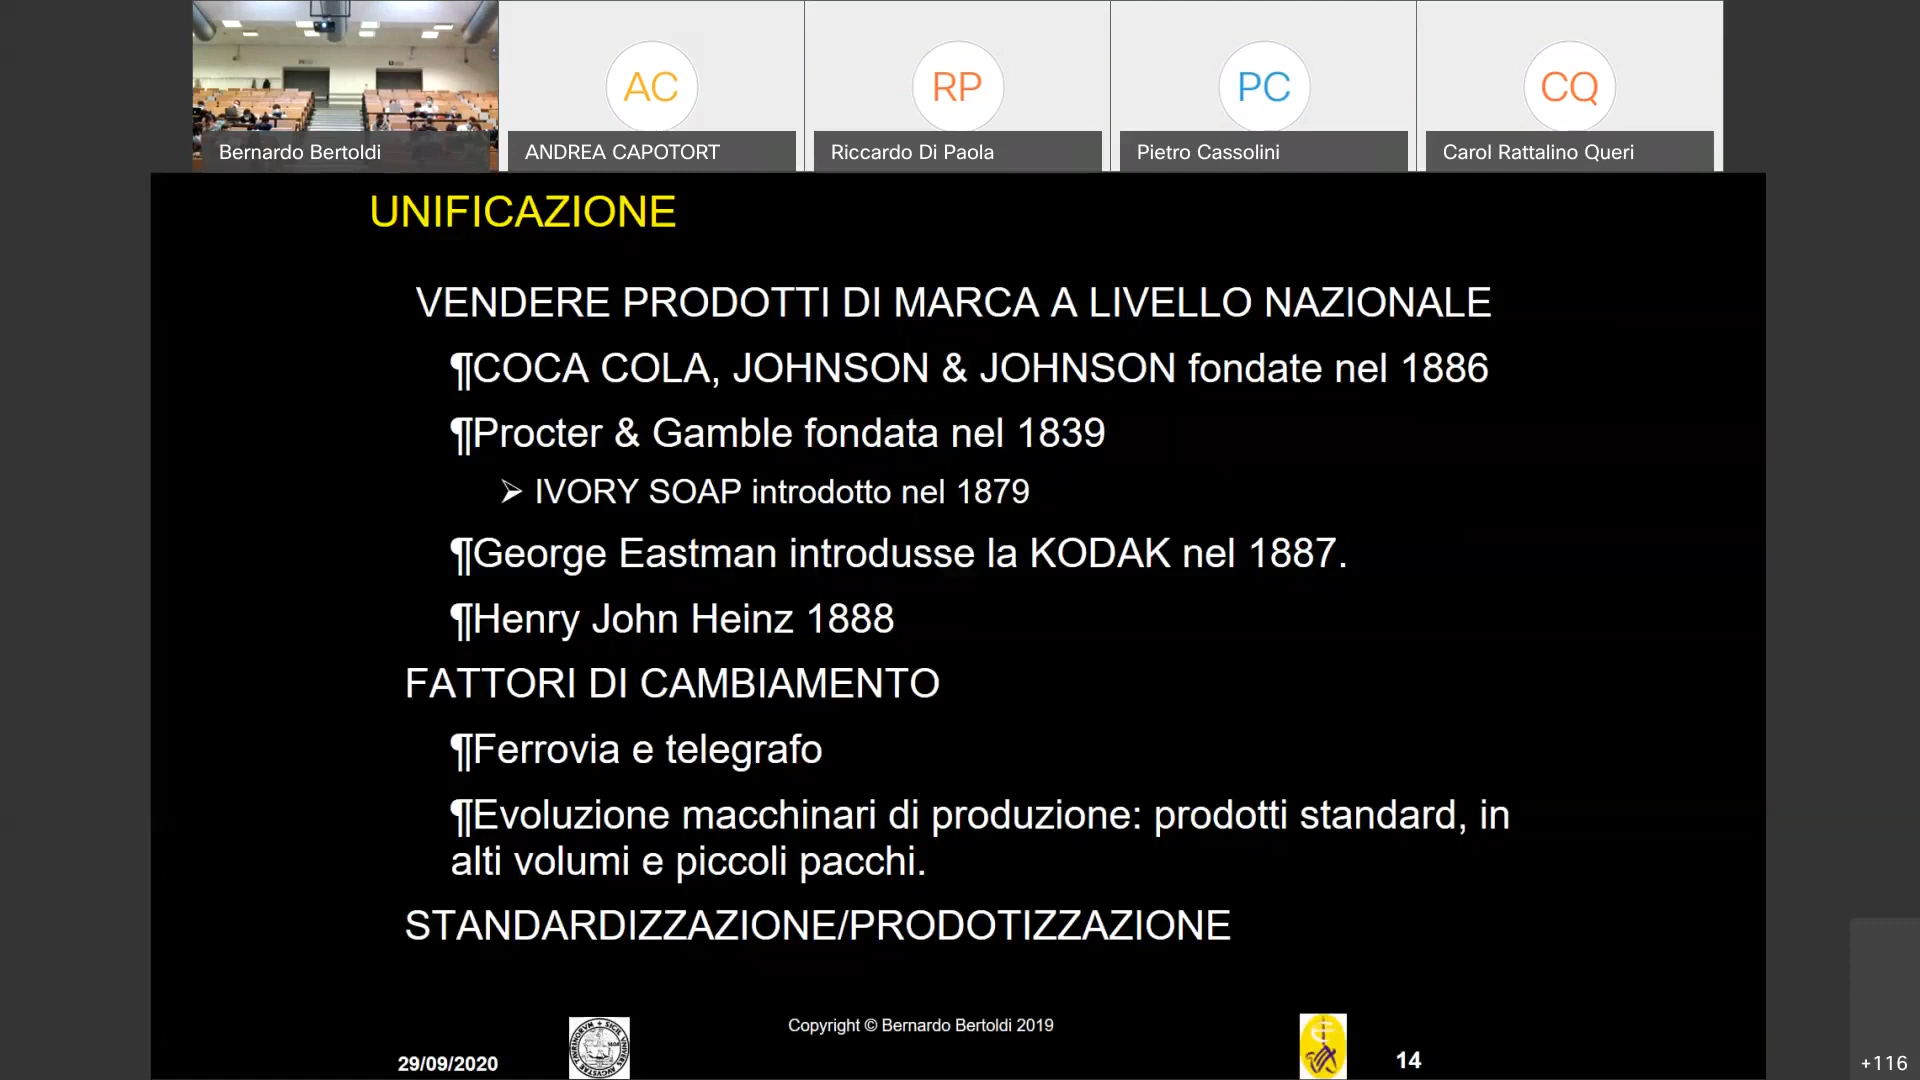 AC
RP
PC
CQ
Bernardo Bertoldi
ANDREA CAPOTORT
Riccardo Di Paola
Pietro Cassolini
Carol Rattalino Queri
UNIFICAZIONE
VENDERE PRODOTTI DI MARCA A LIVELLO NAZIONALE
¶COCA COLA, JOHNSON & JOHNSON fondate nel 1886
¶Procter & Gamble fondata nel 1839
➢ IVORY SOAP introdotto nel 1879
¶George Eastman introdusse la KODAK nel 1887.
¶Henry John Heinz 1888
FATTORI DI CAMBIAMENTO
¶Ferrovia e telegrafo
¶Evoluzione macchinari di produzione: prodotti standard, in
alti volumi e piccoli pacchi.
STANDARDIZZAZIONE/PRODOTIZZAZIONE
Copyright © Bernardo Bertoldi 2019
29/09/2020
14
+116